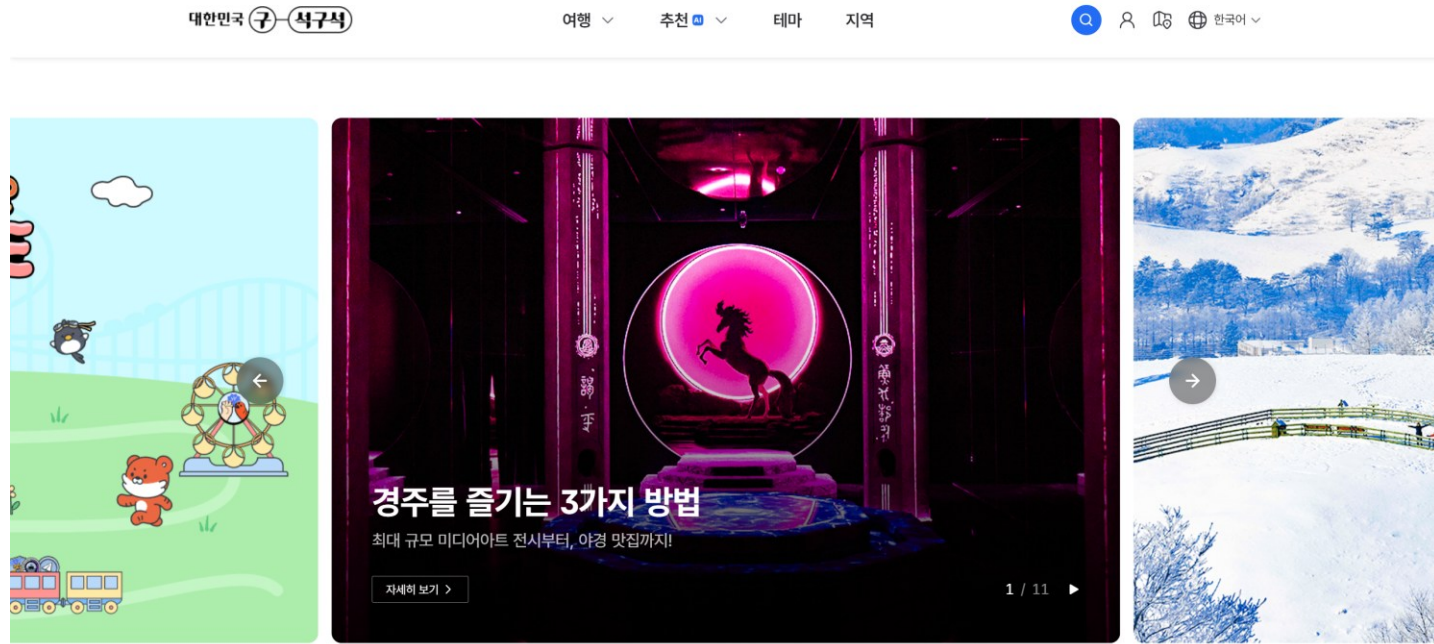 대한민국 구석구석
여행
추천 AI
테마
지역
한국어
경주를 즐기는 3가지 방법
최대 규모 미디어아트 전시부터, 야경 맛집까지!
자세히 보기
1 / 11